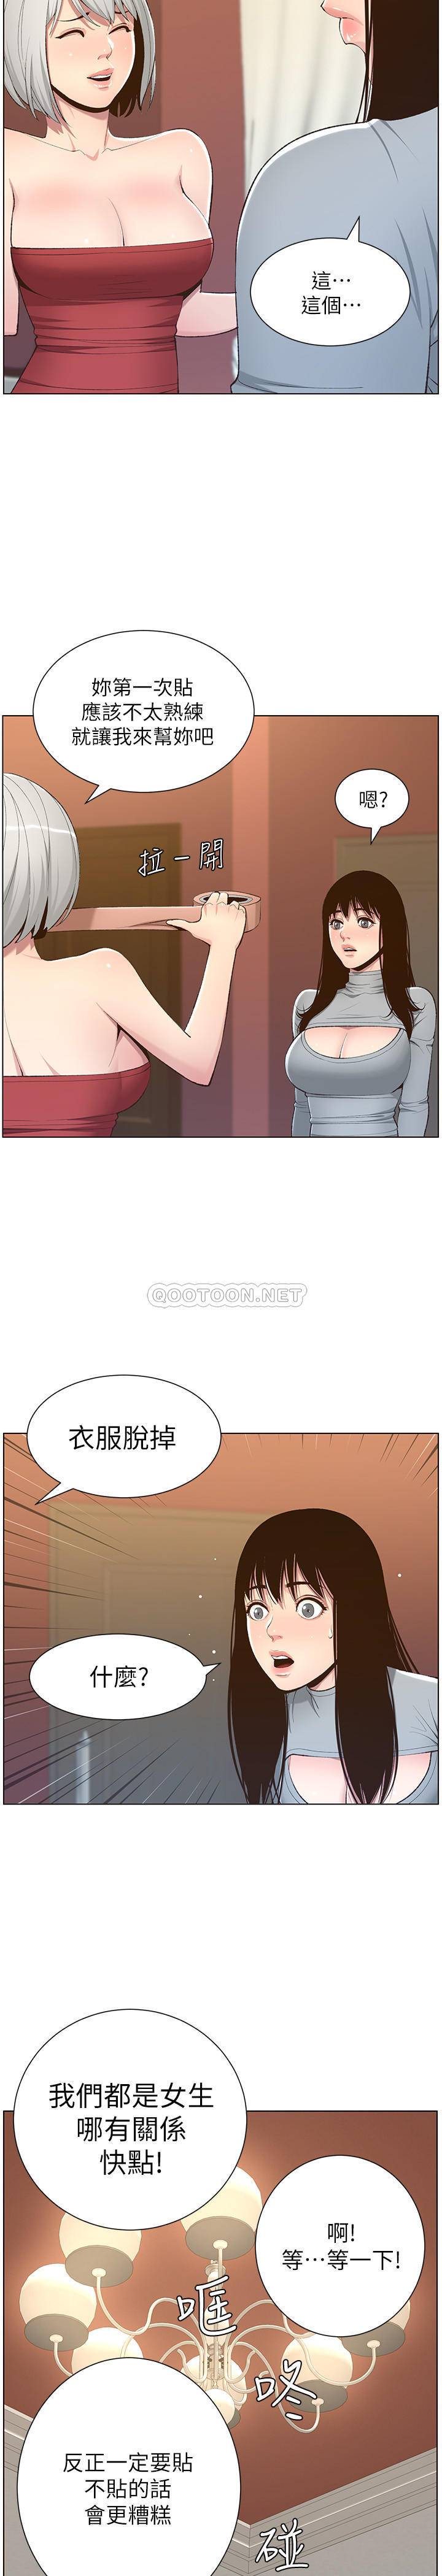 這…
這個…
妳第一次貼
應該不太熟練
就讓我來幫妳吧
嗯?
拉一開
QOOTOON.NET
衣服脫掉
什麼?
我們都是女生
哪有關係
快點!
啊!
等…等一下!
哐
咚
反正一定要貼
不貼的話
會更糟糕
碰